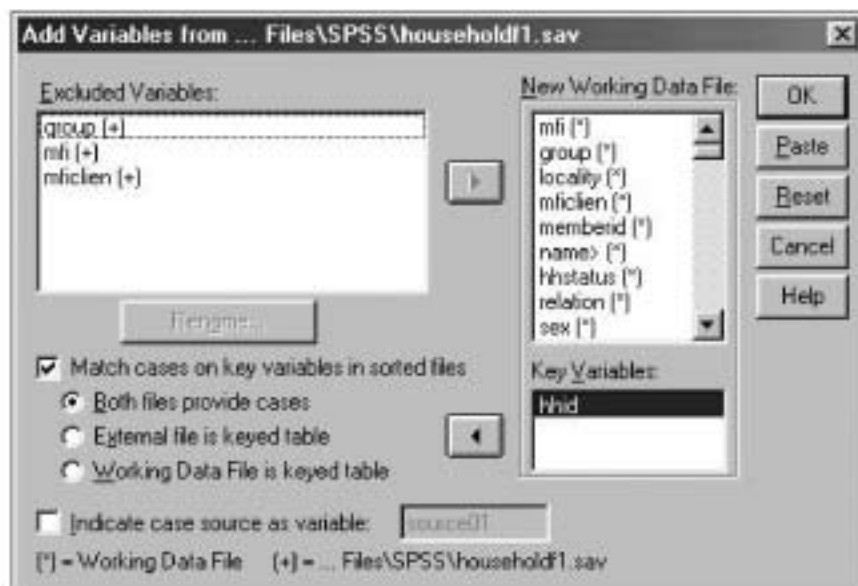 Add Variables from ... Files\SPSS\householdf1.sav
Excluded Variables:
group (+)
mfi (+)
mficlien (+)
Rename...
Match cases on key variables in sorted files
Both files provide cases
External file is keyed table
Working Data File is keyed table
Indicate case source as variable:
source01
(*) = Working Data File (+) = ... Files\SPSS\householdf1.sav
New Working Data File:
mfi (*)
group (*)
locality (*)
mficlien (*)
memberid (*)
name> (*)
hhstatus (*)
relation (*)
sex (*)
Key Variables:
hhid
OK
Paste
Reset
Cancel
Help